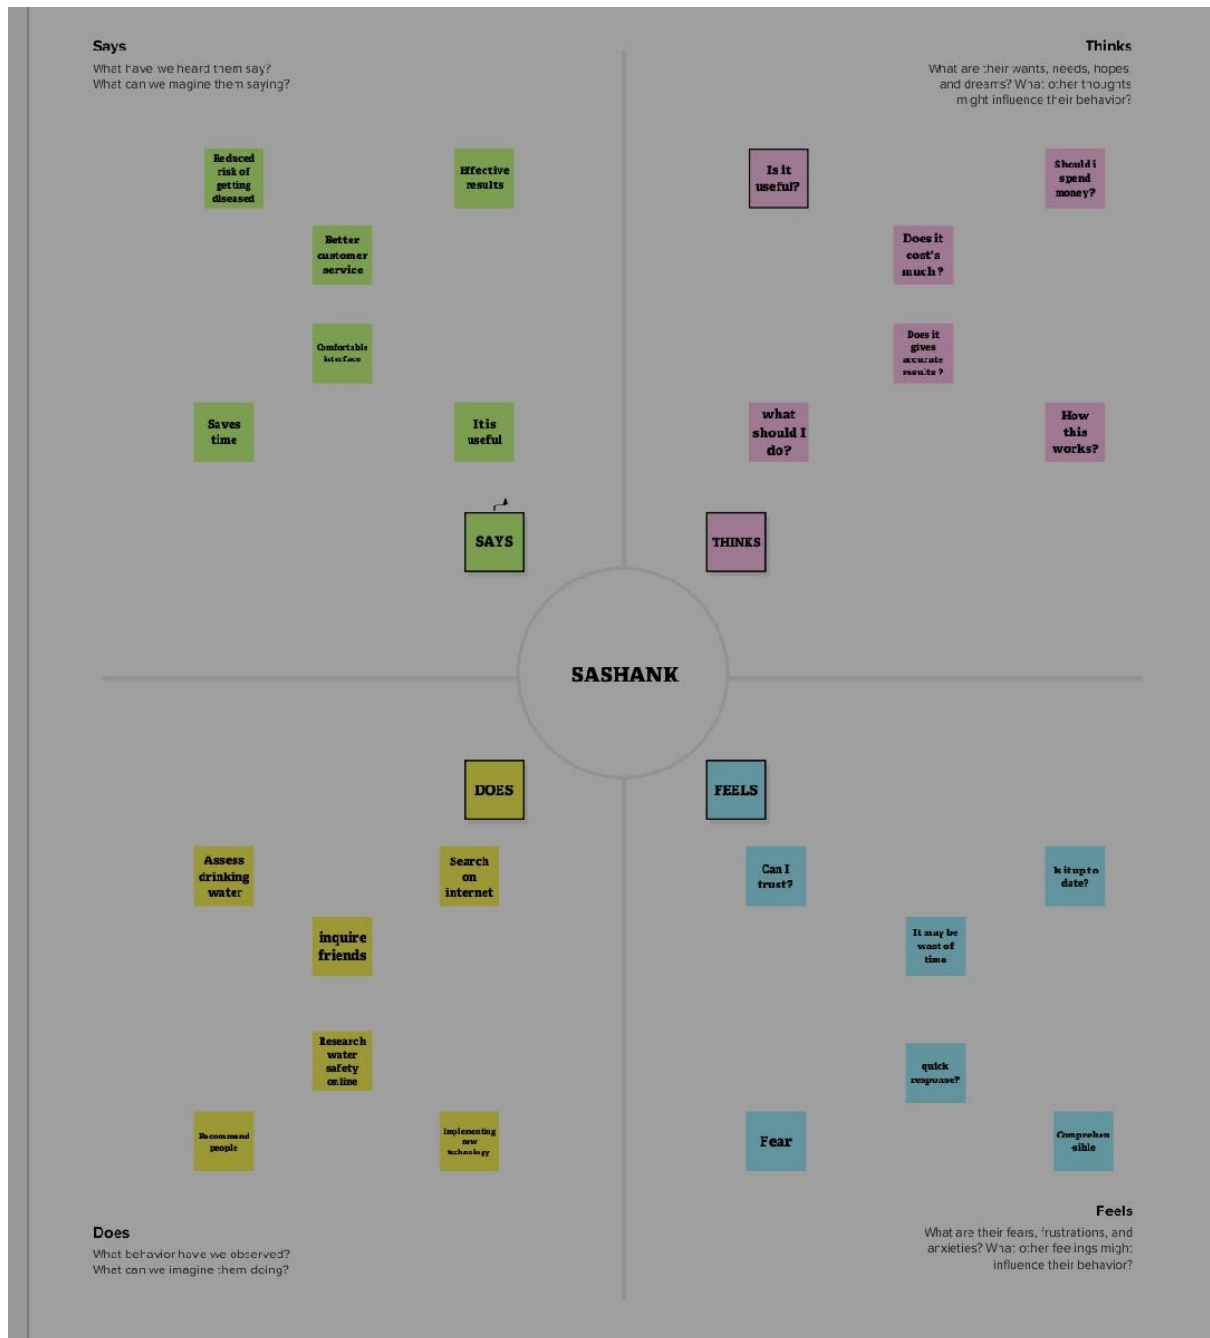 Says
What have we heard them say?
What can we magine them saying?
Thinks
What are their wants, needs, hopes
and dreams? What other thoughts
might influence their behavior?
Reduced
risk of
getting
diseased
Effective
results
Better
customer
service
Comfortable
interface
Saves
time
It is
useful
SAYS
Is it
useful?
Should i
spend
money?
Does it
cost's
much?
Does it
gives
accurate
results?
what
should I
do?
How
this
works?
THINKS
SASHANK
DOES
Assess
drinking
water
Search
on
internet
inquire
friends
Research
water
safety
online
Recommand
people
Implementing
new
technology
Does
What behavior have we observed?
What can we imagine them doing?
FEELS
Can I
trust?
Is it up to
date?
It may be
wast of
time
quick
response?
Fear
Comprehen
sible
Feels
What are their fears, frustrations, and
anxieties? What other feelings might
influence their behavior?